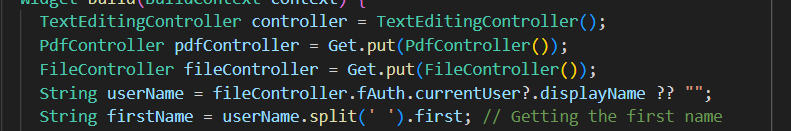 Widget build(BuildContext context) {
TextEditingController controller = TextEditingController();
PdfController pdfController = Get.put(PdfController());
FileController fileController = Get.put(FileController());
String userName = fileController.fAuth.currentUser?.displayName ?? "";
String firstName = userName.split(' ').first; // Getting the first name